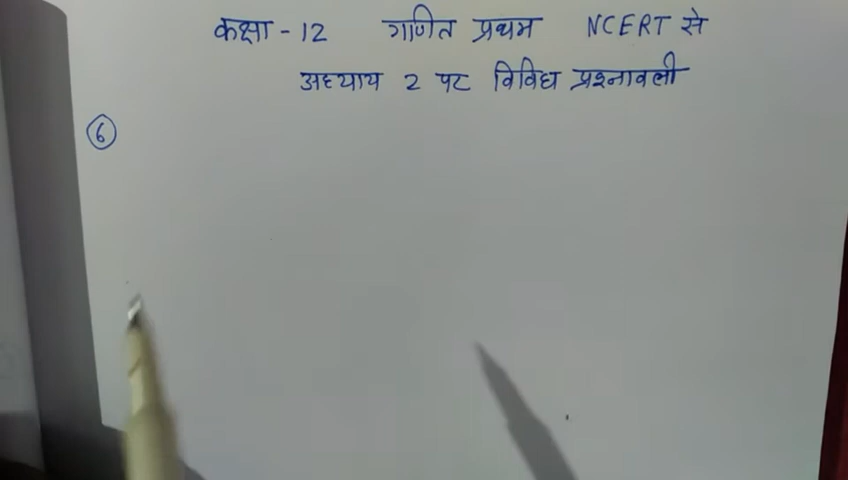 कक्षा - 12 गणित प्रथम NCERT से
अध्याय 2 पर विविध प्रश्नावली
6